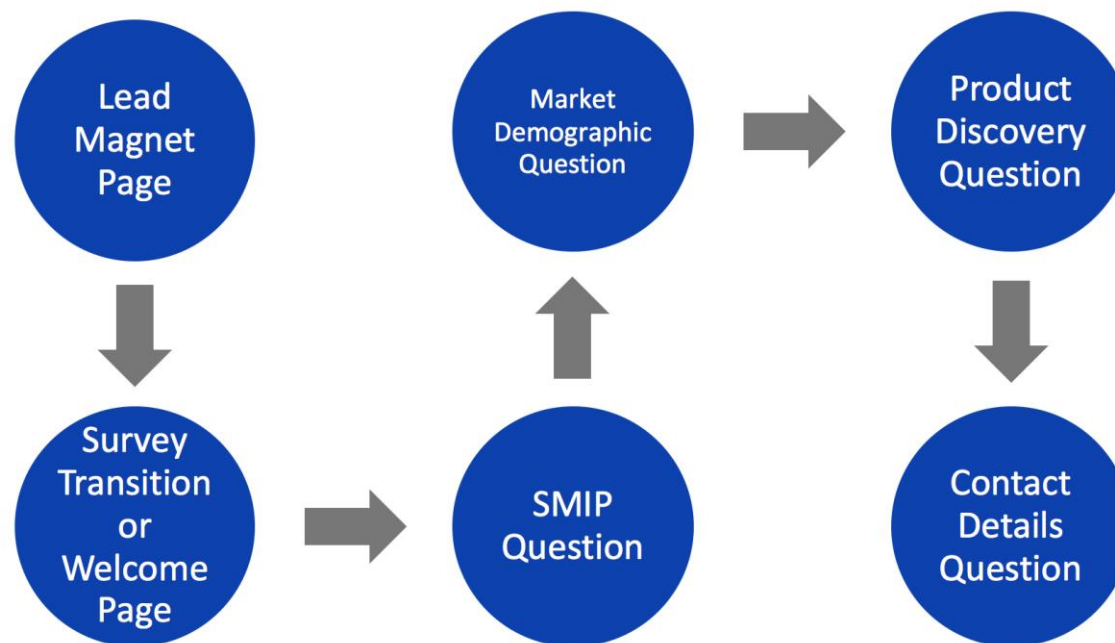 Lead
Magnet
Page
Survey
Transition
or
Welcome
Page
SMIP
Question
Market
Demographic
Question
Product
Discovery
Question
Contact
Details
Question